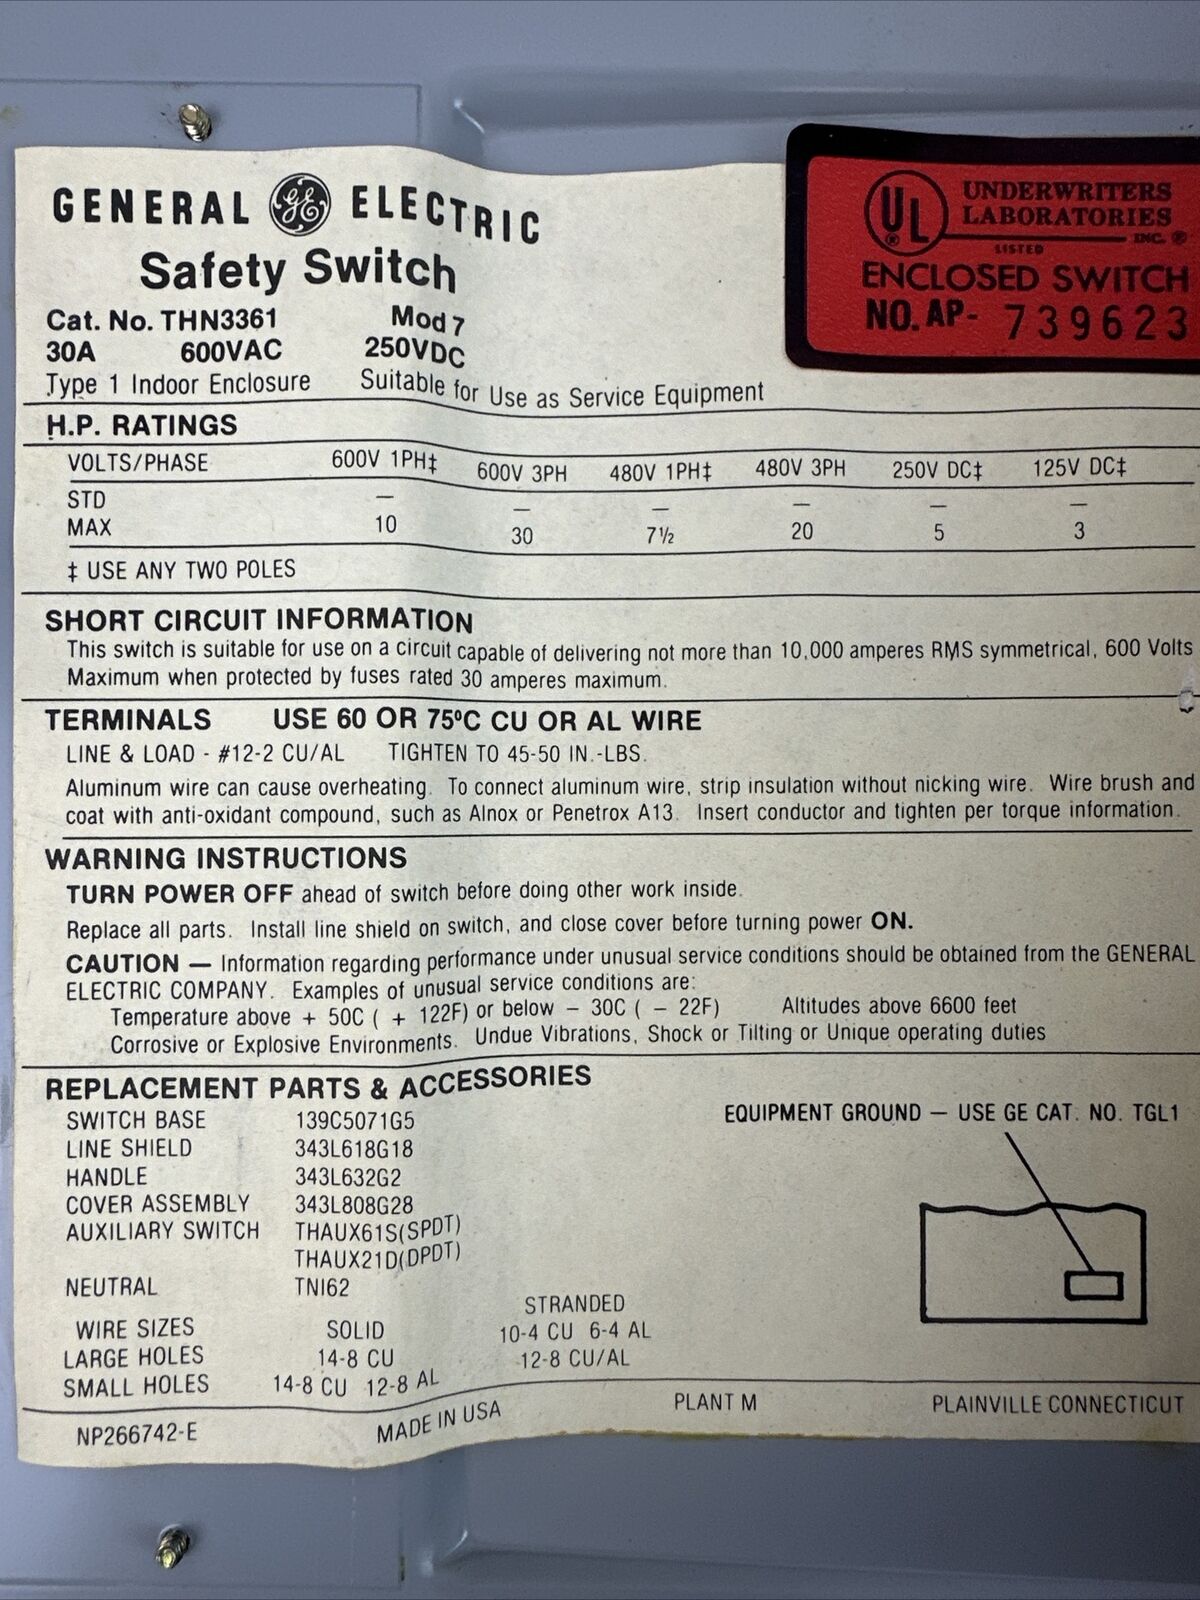 GENERAL GE ELECTRIC
Safety Switch
Cat. No. THN3361 Mod 7
30A 600VAC 250VDC
Type 1 Indoor Enclosure Suitable for Use as Service Equipment
UL ® UNDERWRITERS
LABORATORIES
INC. ®
LISTED
ENCLOSED SWITCH
NO. AP- 739623
H.P. RATINGS
VOLTS/PHASE 600V 1PH‡ 600V 3PH 480V 1PH‡ 480V 3PH 250V DC‡ 125V DC‡
STD — — — — — —
MAX 10 30 7½ 20 5 3
‡ USE ANY TWO POLES
SHORT CIRCUIT INFORMATION
This switch is suitable for use on a circuit capable of delivering not more than 10,000 amperes RMS symmetrical, 600 Volts
Maximum when protected by fuses rated 30 amperes maximum.
TERMINALS USE 60 OR 75ºC CU OR AL WIRE
LINE & LOAD - #12-2 CU/AL TIGHTEN TO 45-50 IN.-LBS.
Aluminum wire can cause overheating. To connect aluminum wire, strip insulation without nicking wire. Wire brush and
coat with anti-oxidant compound, such as Alnox or Penetrox A13. Insert conductor and tighten per torque information.
WARNING INSTRUCTIONS
TURN POWER OFF ahead of switch before doing other work inside.
Replace all parts. Install line shield on switch, and close cover before turning power ON.
CAUTION — Information regarding performance under unusual service conditions should be obtained from the GENERAL
ELECTRIC COMPANY. Examples of unusual service conditions are:
Temperature above + 50C ( + 122F) or below – 30C ( – 22F) Altitudes above 6600 feet
Corrosive or Explosive Environments. Undue Vibrations, Shock or Tilting or Unique operating duties
REPLACEMENT PARTS & ACCESSORIES
SWITCH BASE 139C5071G5
LINE SHIELD 343L618G18
HANDLE 343L632G2
COVER ASSEMBLY 343L808G28
AUXILIARY SWITCH THAUX61S(SPDT)
THAUX21D(DPDT)
NEUTRAL TNI62
EQUIPMENT GROUND — USE GE CAT. NO. TGL1
STRANDED
WIRE SIZES SOLID 10-4 CU 6-4 AL
LARGE HOLES 14-8 CU 12-8 CU/AL
SMALL HOLES 14-8 CU 12-8 AL
NP266742-E MADE IN USA PLANT M PLAINVILLE CONNECTICUT